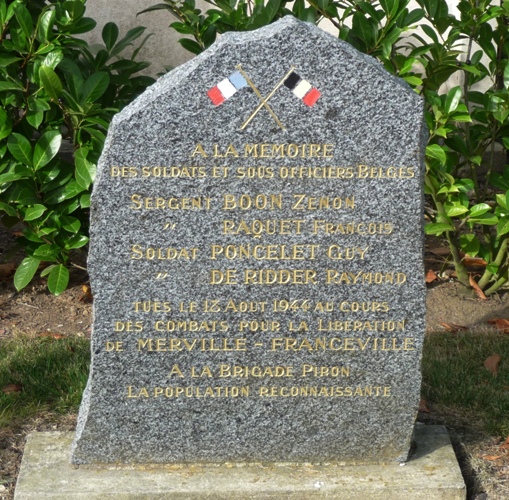 A LA MEMOIRE
DES SOLDATS ET SOUS OFFICIERS BELGES
SERGENT BOON ZENON
" RAQUET FRANCOIS
SOLDAT PONCELET GUY
" DE RIDDER RAYMOND
TUES LE 17 AOUT 1944 AU COURS
DES COMBATS POUR LA LIBERATION
DE MERVILLE - FRANCEVILLE
A LA BRIGADE PIRON
LA POPULATION RECONNAISSANTE